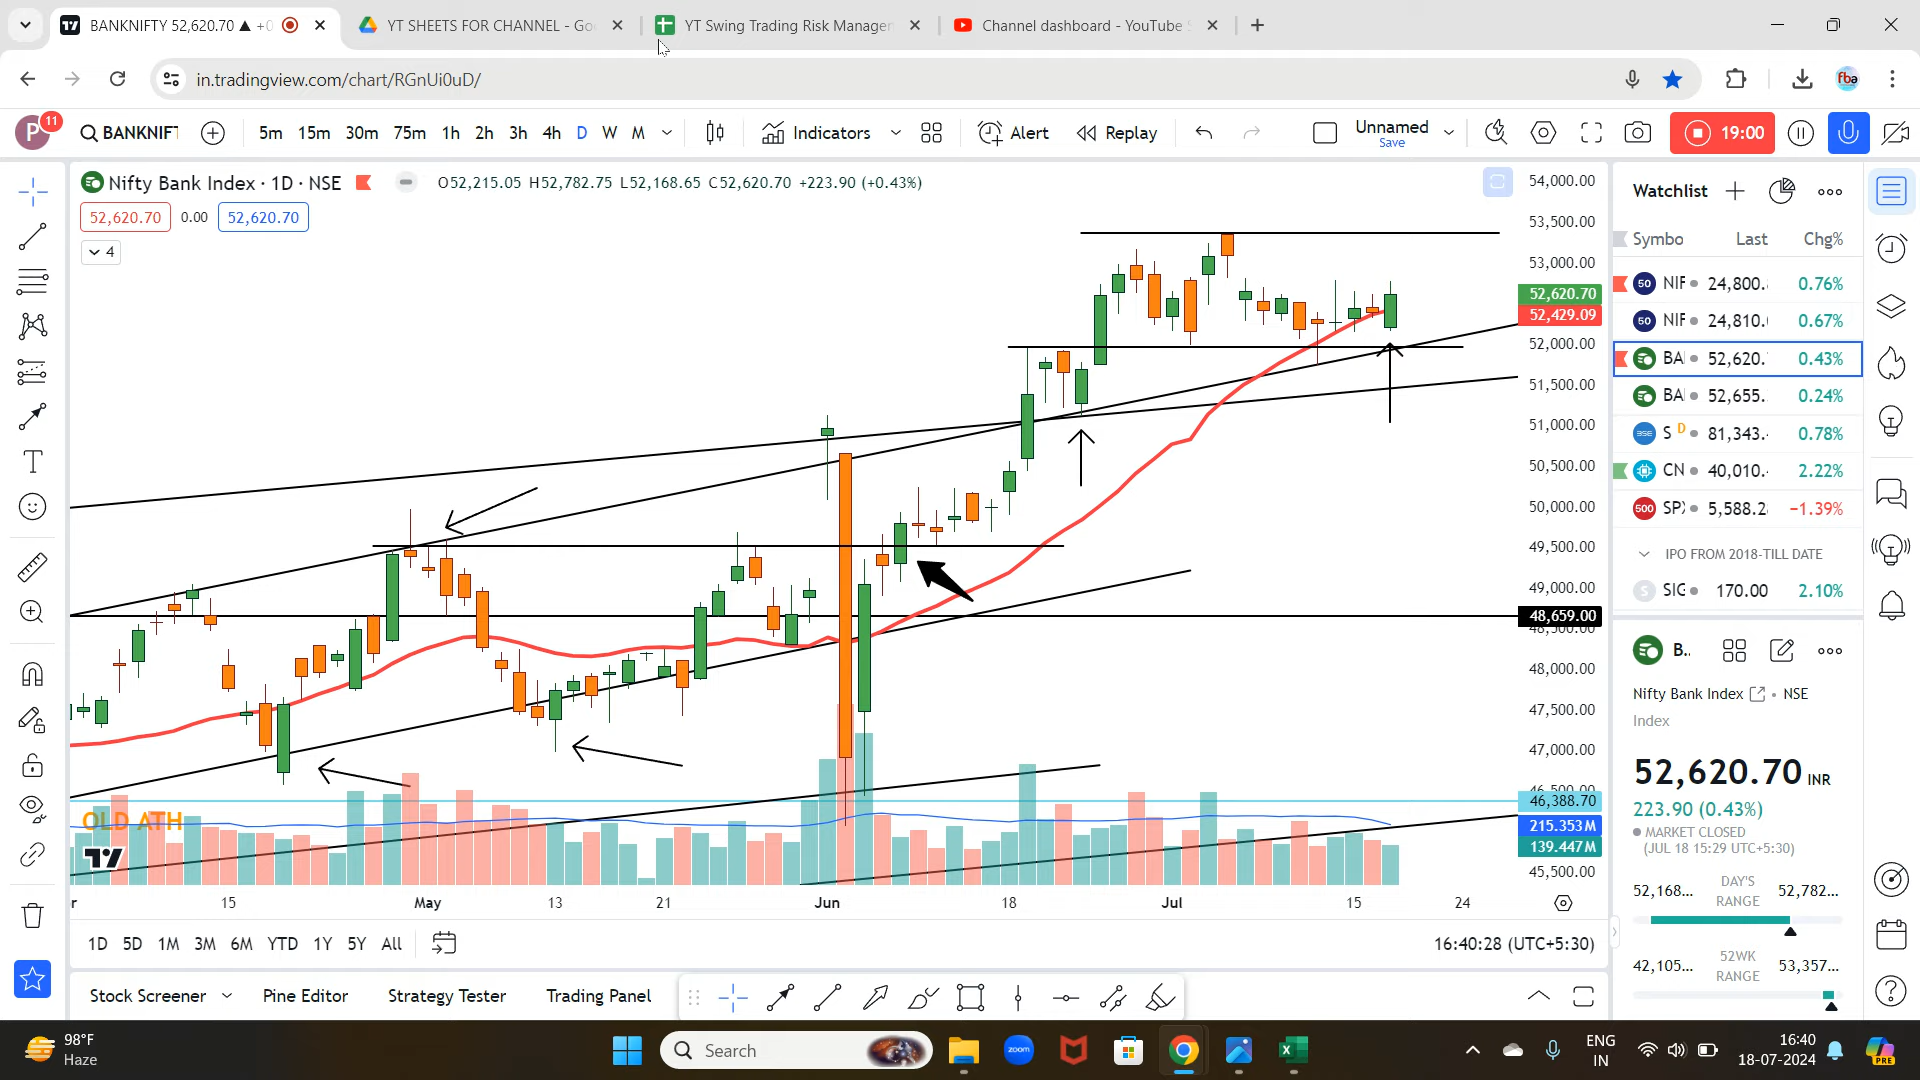 BANKNIFTY 52,620.70 ▲ +0
YT SHEETS FOR CHANNEL - Go
YT Swing Trading Risk Manager
Channel dashboard - YouTube S
in.tradingview.com/chart/RGnUi0uD/
fba
P
11
BANKNIFT
5m 15m 30m 75m 1h 2h 3h 4h D W M
Indicators
Alert
Replay
Unnamed
Save
19:00
Nifty Bank Index · 1D · NSE
O52,215.05 H52,782.75 L52,168.65 C52,620.70 +223.90 (+0.43%)
52,620.70 0.00 52,620.70
4
54,000.00
53,500.00
53,000.00
52,620.70
52,429.09
52,000.00
51,500.00
51,000.00
50,500.00
50,000.00
49,500.00
49,000.00
48,659.00
48,500.00
48,000.00
47,500.00
47,000.00
46,500.00
46,388.70
215.353M
139.447M
45,500.00
OLD ATH
r 15 May 13 21 Jun 18 Jul 15 24
1D 5D 1M 3M 6M YTD 1Y 5Y All
16:40:28 (UTC+5:30)
Stock Screener Pine Editor Strategy Tester Trading Panel
Watchlist
Symbo Last Chg%
50 NIF 24,800. 0.76%
50 NIF 24,810. 0.67%
BA 52,620. 0.43%
BA 52,655. 0.24%
BSE S D 81,343. 0.78%
CN 40,010. 2.22%
500 SP 5,588.2 −1.39%
IPO FROM 2018-TILL DATE
S SIG 170.00 2.10%
B..
Nifty Bank Index • NSE
Index
52,620.70 INR
223.90 (0.43%)
MARKET CLOSED
(JUL 18 15:29 UTC+5:30)
52,168... DAY'S RANGE 52,782...
42,105... 52WK RANGE 53,357...
98°F
Haze
Search
zoom
ENG
IN
16:40
18-07-2024
PRE